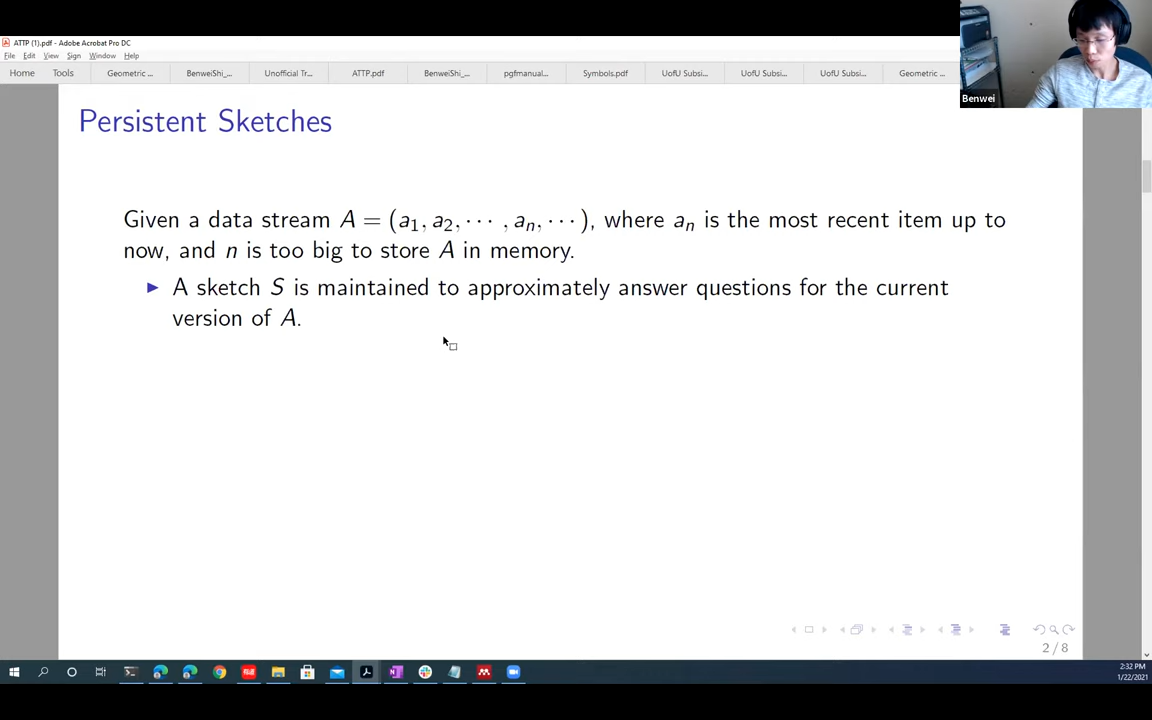 ATTP (1).pdf - Adobe Acrobat Pro DC
File Edit View Sign Window Help
Home Tools Geometric ... BenweiShi_... Unofficial Tr... ATTP.pdf BenweiShi_... pgfmanual... Symbols.pdf UofU Subsi... UofU Subsi... UofU Subsi... Geometric ...
Benwei
Persistent Sketches
Given a data stream A = (a₁, a₂, ⋯ , aₙ, ⋯ ), where aₙ is the most recent item up to
now, and n is too big to store A in memory.
A sketch S is maintained to approximately answer questions for the current
version of A.
2 / 8
2:32 PM
1/22/2021